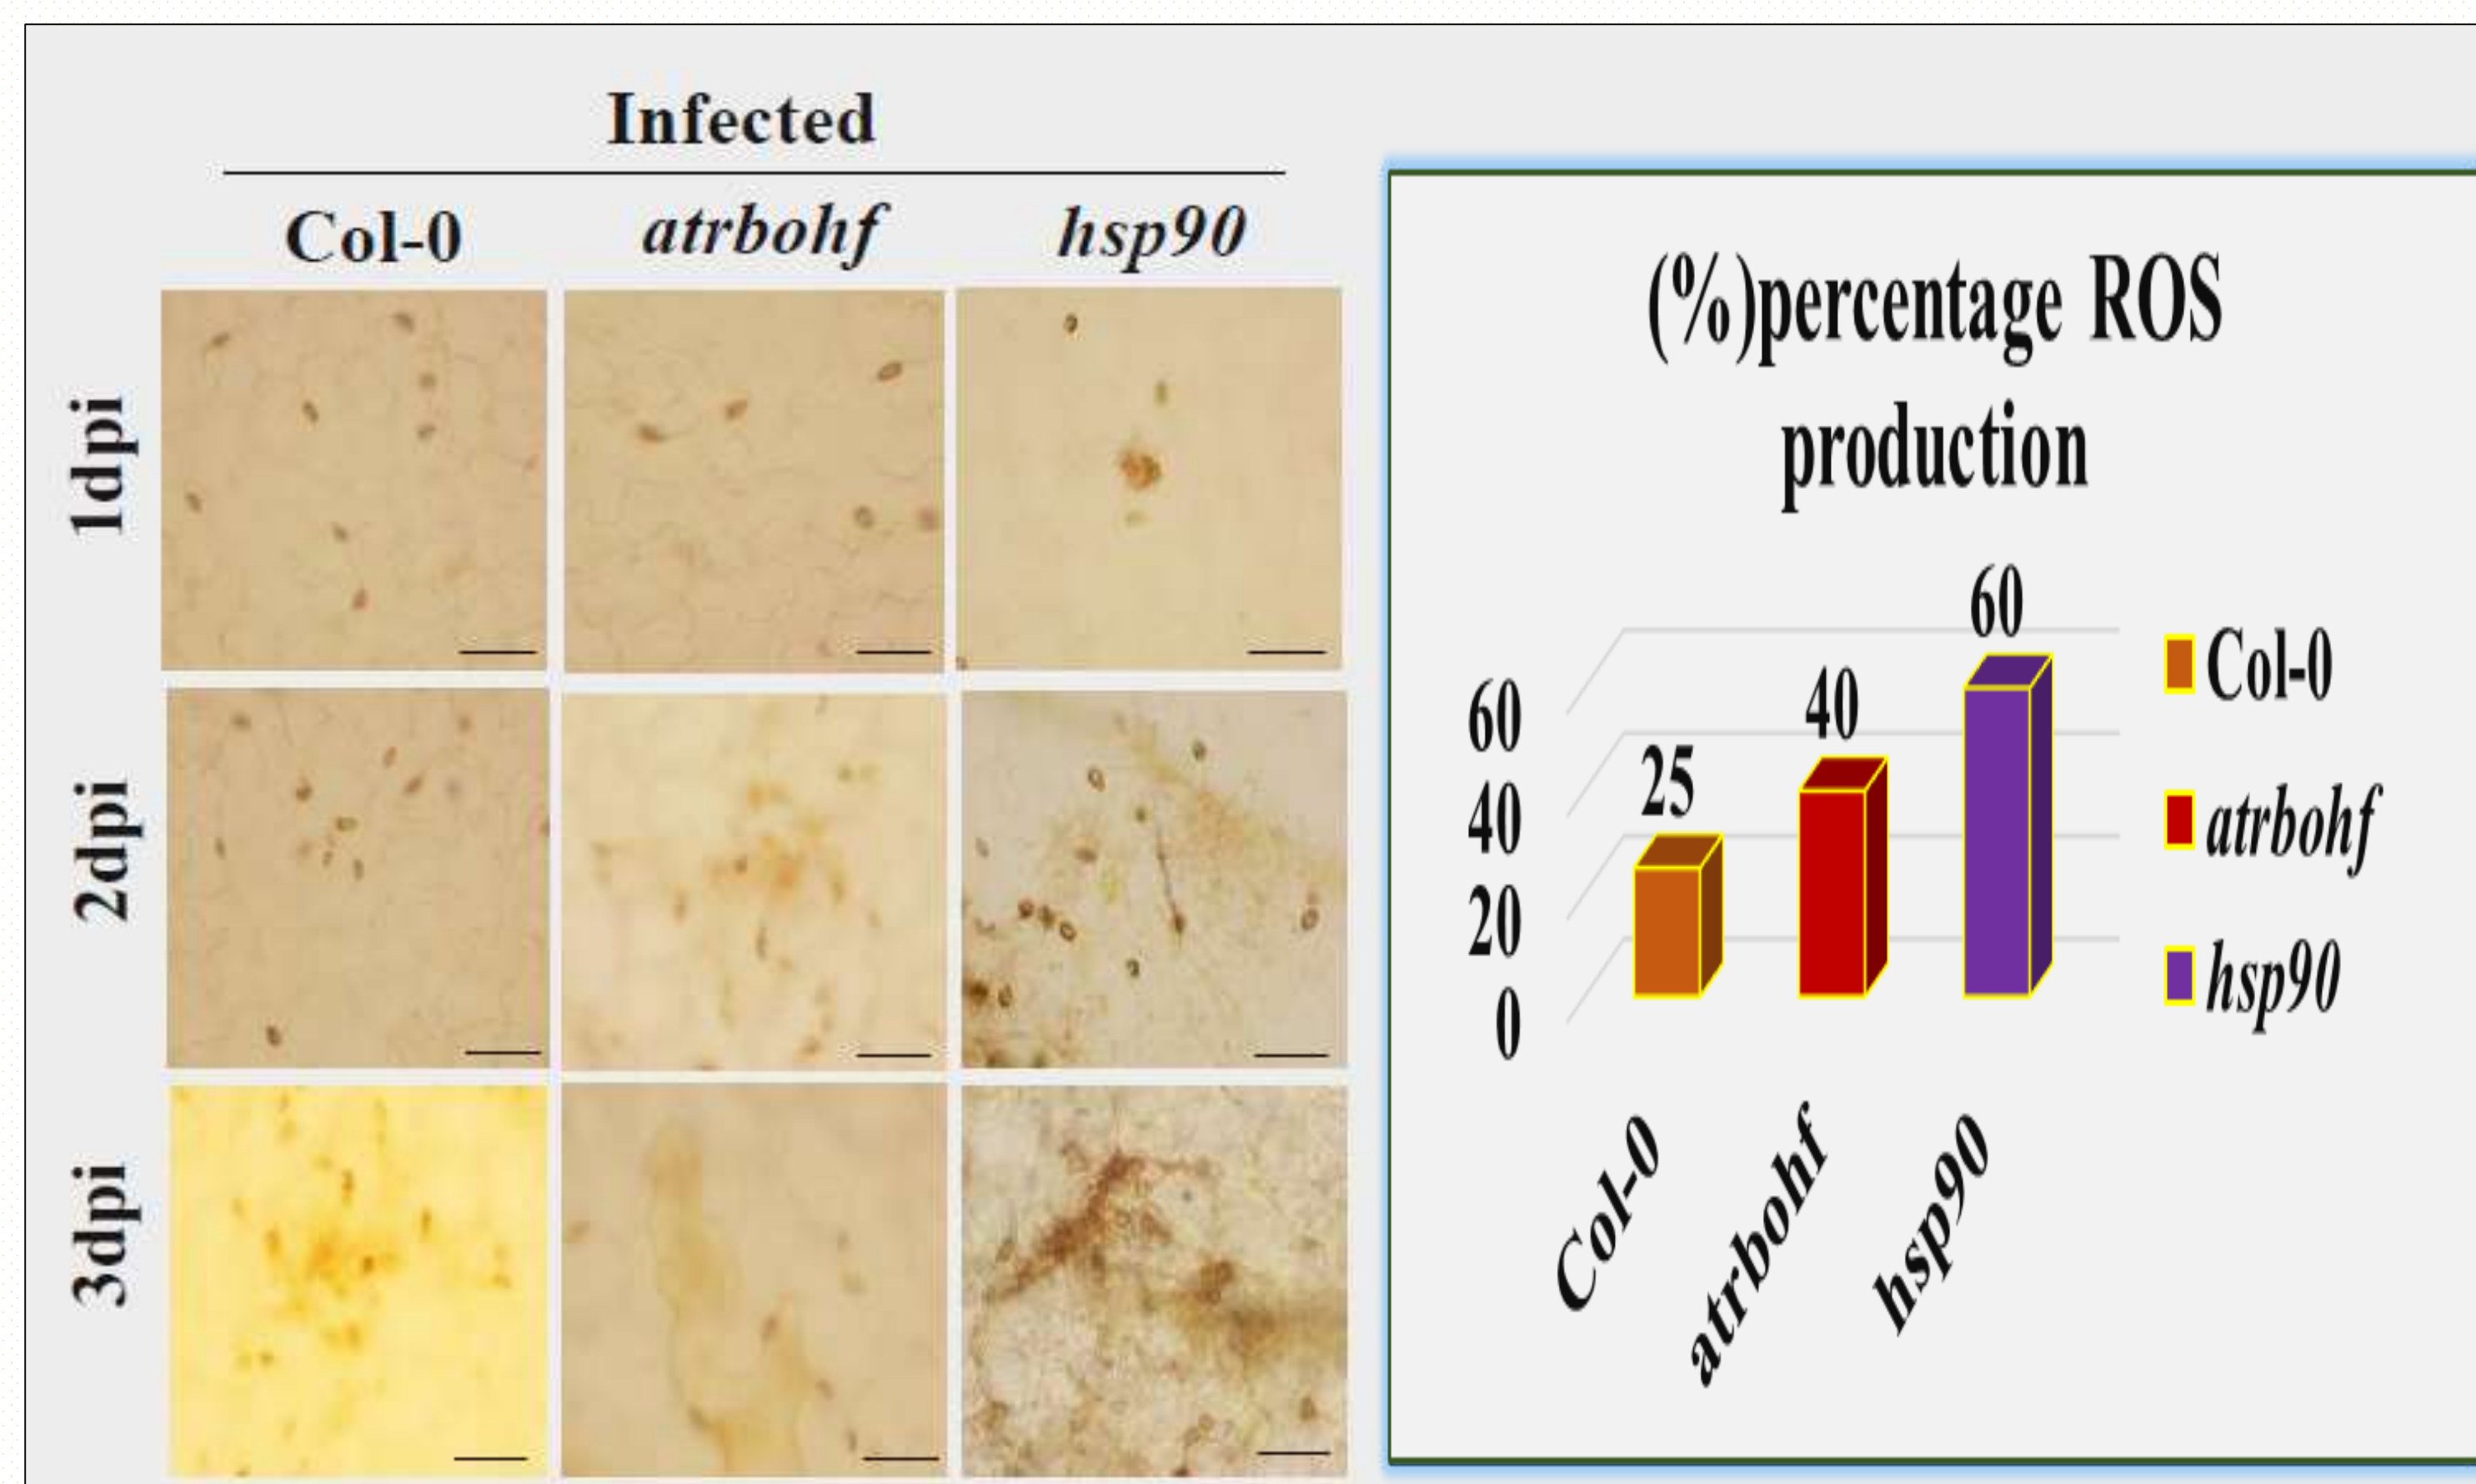 Infected
Col-0 atrbohf hsp90
1dpi
2dpi
3dpi
(%)percentage ROS
production
60
40
20
0
25
40
60
Col-0
atrbohf
hsp90
Col-0
atrbohf
hsp90